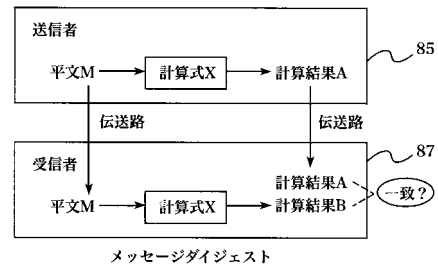 送信者
平文M 計算式X 計算結果A
85
伝送路 伝送路
受信者
87
計算結果A
平文M 計算式X 計算結果B
一致?
メッセージダイジェスト